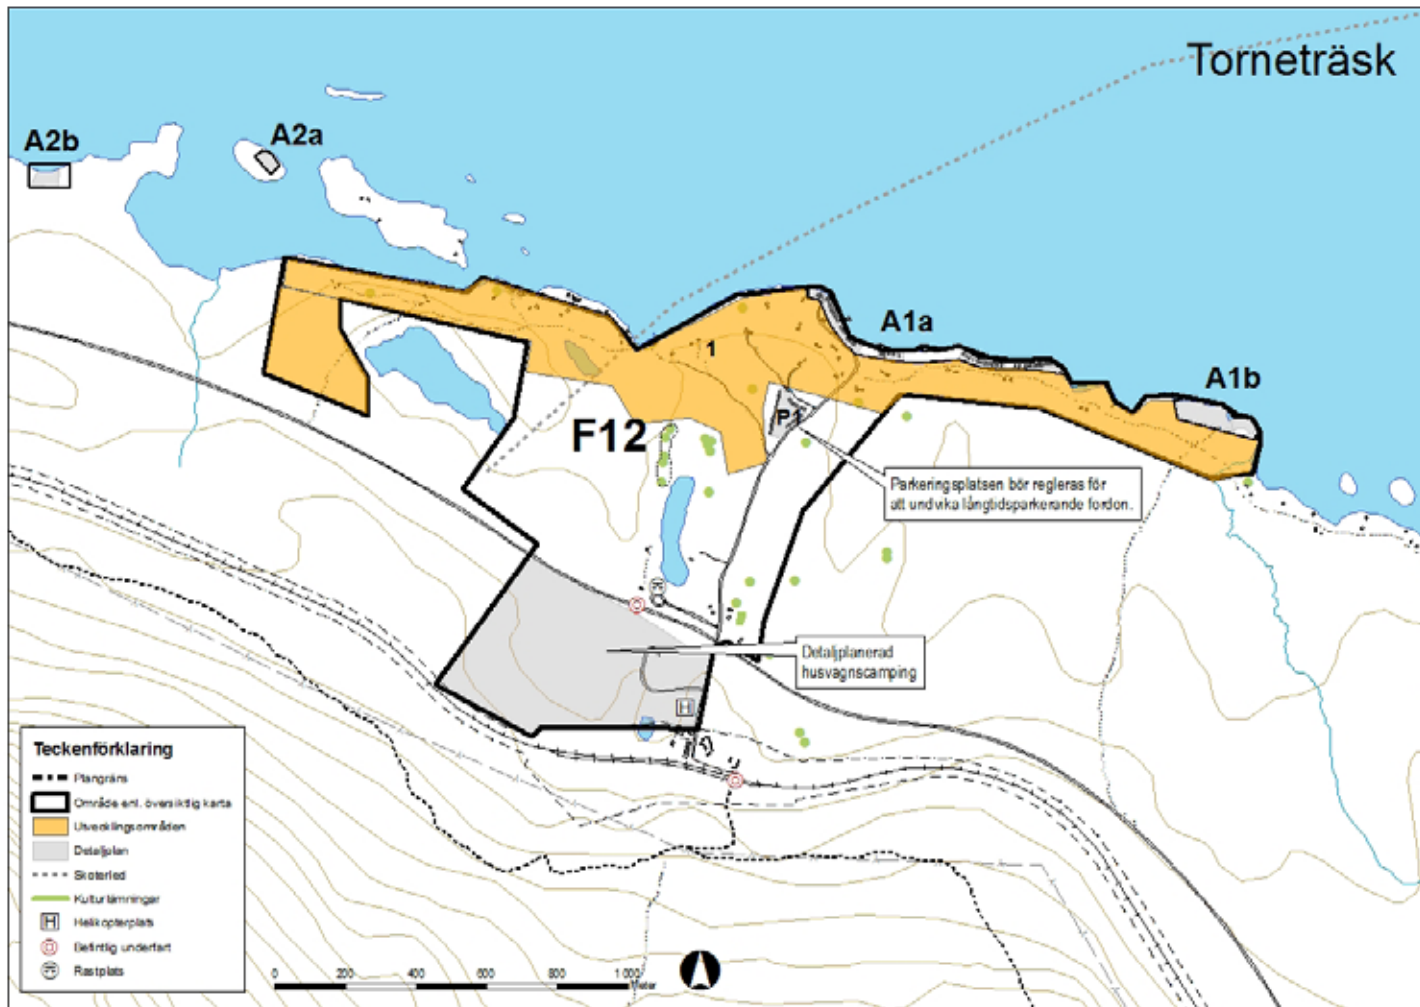 Torneträsk
A2b
A2a
A1a
1
A1b
P1
F12
Parkeringsplatsen bör regleras för
att undvika långtidsparkerande fordon.
Detaljplanerad
husvagnscamping
H
Teckenförklaring
Plangräns
Område enl. översiktlig karta
Utvecklingsområden
Detaljplan
Skoterled
Kulturlämningar
H Helikopterplats
Befintlig underfart
Rastplats
0 200 400 600 800 1 000
Meter